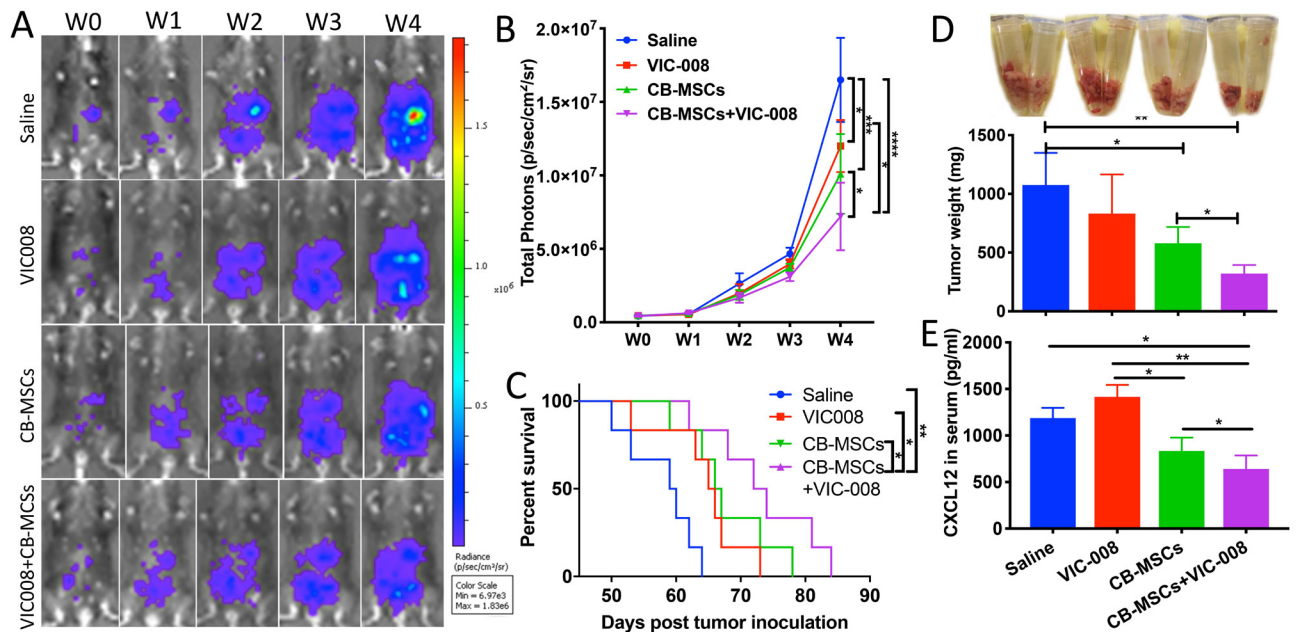 A
W0 W1 W2 W3 W4
Saline
VIC008
CB-MSCs
VIC008+CB-MCSs
1.5
1.0
x10⁶
0.5
Radiance
(p/sec/cm²/sr)
Color Scale
Min = 6.97e3
Max = 1.83e6
B
Total Photons (p/sec/cm²/sr)
2.0×10⁷
1.5×10⁷
1.0×10⁷
5.0×10⁶
0.0
W0 W1 W2 W3 W4
Saline
VIC-008
CB-MSCs
CB-MSCs+VIC-008
*
***
****
*
*
C
Percent survival
100
50
0
50 60 70 80 90
Days post tumor inoculation
Saline
VIC008
CB-MSCs
CB-MSCs
+VIC-008
*
*
**
D
Tumor weight (mg)
1500
1000
500
0
**
*
*
E
CXCL12 in serum (pg/ml)
2000
1500
1000
500
0
*
**
*
*
Saline
VIC-008
CB-MSCs
CB-MSCs+VIC-008